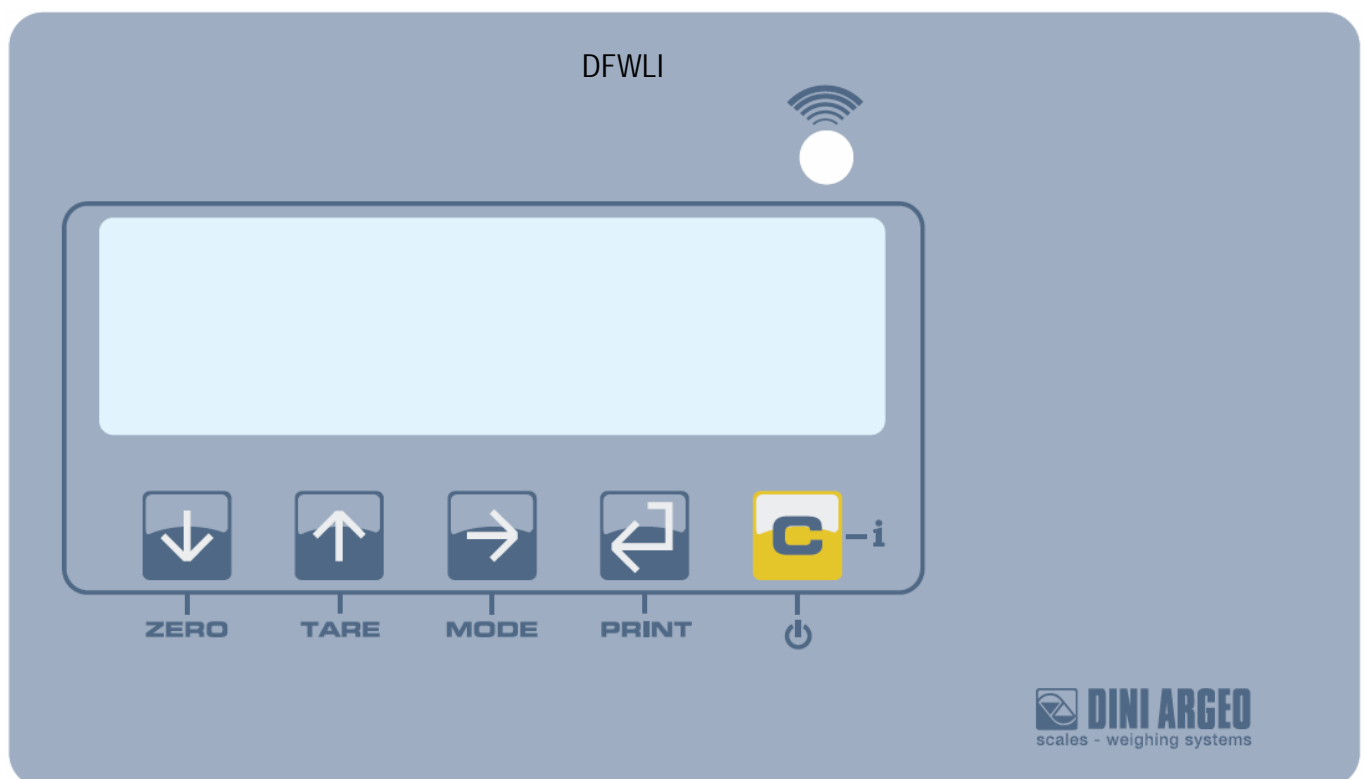 DFWLI
C
i
ZERO TARE MODE PRINT
DINI ARGEO
scales - weighing systems